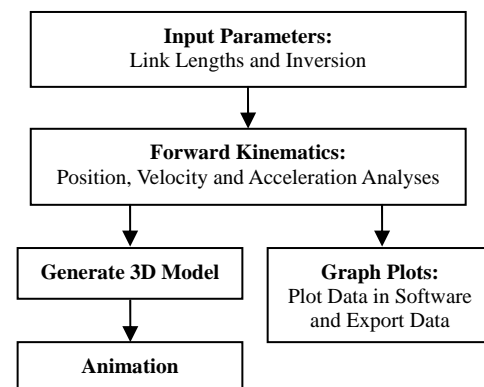 Input Parameters:
Link Lengths and Inversion
Forward Kinematics:
Position, Velocity and Acceleration Analyses
Generate 3D Model
Graph Plots:
Plot Data in Software
and Export Data
Animation